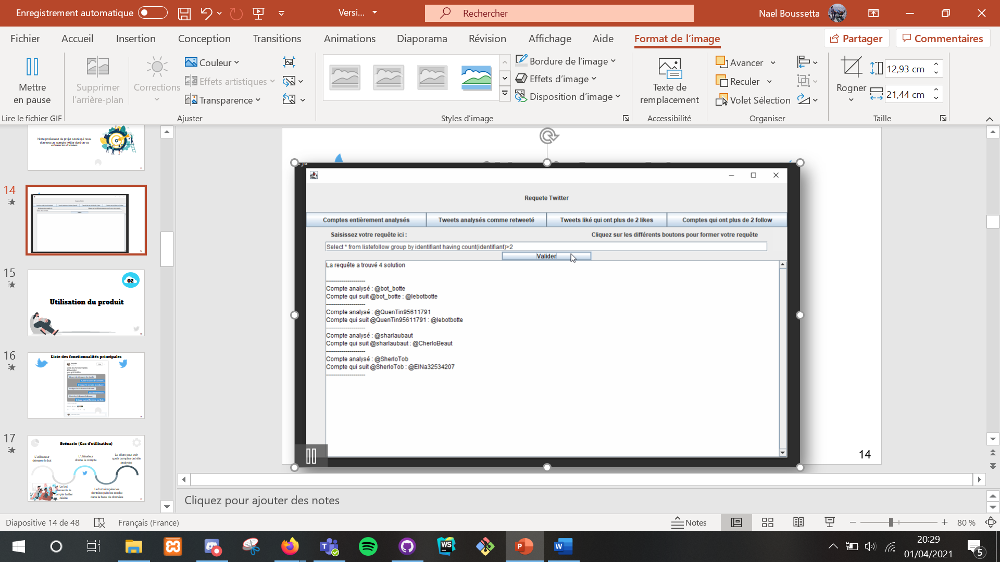 Enregistrement automatique
Versi...
Rechercher
Nael Boussetta
Fichier Accueil Insertion Conception Transitions Animations Diaporama Révision Affichage Aide Format de l'image
Partager
Commentaires
Mettre
en pause
Lire le fichier GIF
Supprimer
l'arrière-plan
Corrections
Couleur
Effets artistiques
Transparence
Ajuster
Styles d'image
Bordure de l'image
Effets d'image
Disposition d'image
Texte de
remplacement
Accessibilité
Avancer
Reculer
Volet Sélection
Organiser
Rogner
12,93 cm
21,44 cm
Taille
Notre professeur de projet tutoré qui nous
donnera un compte twitter dont on va
extraire les données
13
14
15
02
Utilisation du produit
16
Liste des fonctionnalités principales
17
Scénario (Cas d'utilisation)
L'utilisateur
démarre le bot
L'utilisateur
donne le compte
Le client peut voir
quels comptes ont été
analysés
Le bot
demande le
compte twitter
désiré
Le bot récupère les
données puis les stocke
dans la base de données
17
Requete Twitter
Comptes entièrement analysés
Tweets analysés comme retweeté
Tweets liké qui ont plus de 2 likes
Comptes qui ont plus de 2 follow
Saisissez votre requête ici :
Cliquez sur les différents boutons pour former votre requête
Select * from listefollow group by identifiant having count(identifiant)>2
Valider
La requête a trouvé 4 solution
--------------------
Compte analysé : @bot_botte
Compte qui suit @bot_botte : @lebotbotte
--------------------
Compte analysé : @QuenTin95611791
Compte qui suit @QuenTin95611791 : @lebotbotte
--------------------
Compte analysé : @sharlaubaut
Compte qui suit @sharlaubaut : @CherloBeaut
--------------------
Compte analysé : @SherloTob
Compte qui suit @SherloTob : @ElNa32534207
--------------------
14
Cliquez pour ajouter des notes
Diapositive 14 de 48
Français (France)
Notes
80 %
WS
P
W
20:29
01/04/2021
5